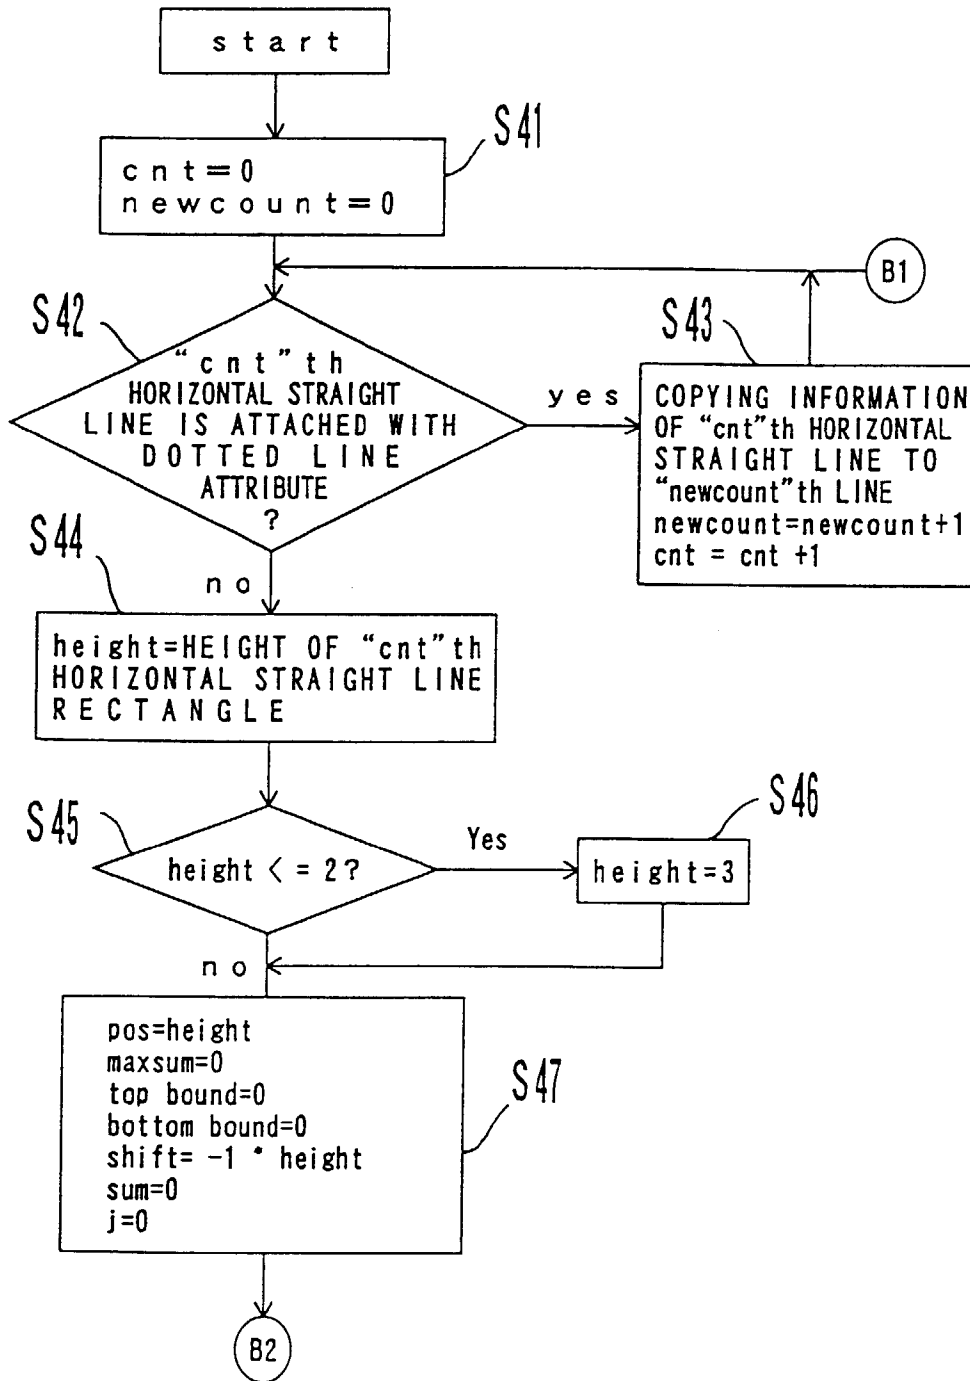 start
S41
cnt=0
newcount=0
B1
S42
S43
"cnt"th
HORIZONTAL STRAIGHT
LINE IS ATTACHED WITH
DOTTED LINE
ATTRIBUTE
?
yes
COPYING INFORMATION
OF "cnt"th HORIZONTAL
STRAIGHT LINE TO
"newcount"th LINE
newcount=newcount+1
cnt = cnt +1
S44
no
height=HEIGHT OF "cnt"th
HORIZONTAL STRAIGHT LINE
RECTANGLE
S45
height < = 2?
Yes
S46
height=3
no
pos=height
maxsum=0
top bound=0
bottom bound=0
shift= -1 * height
sum=0
j=0
S47
B2